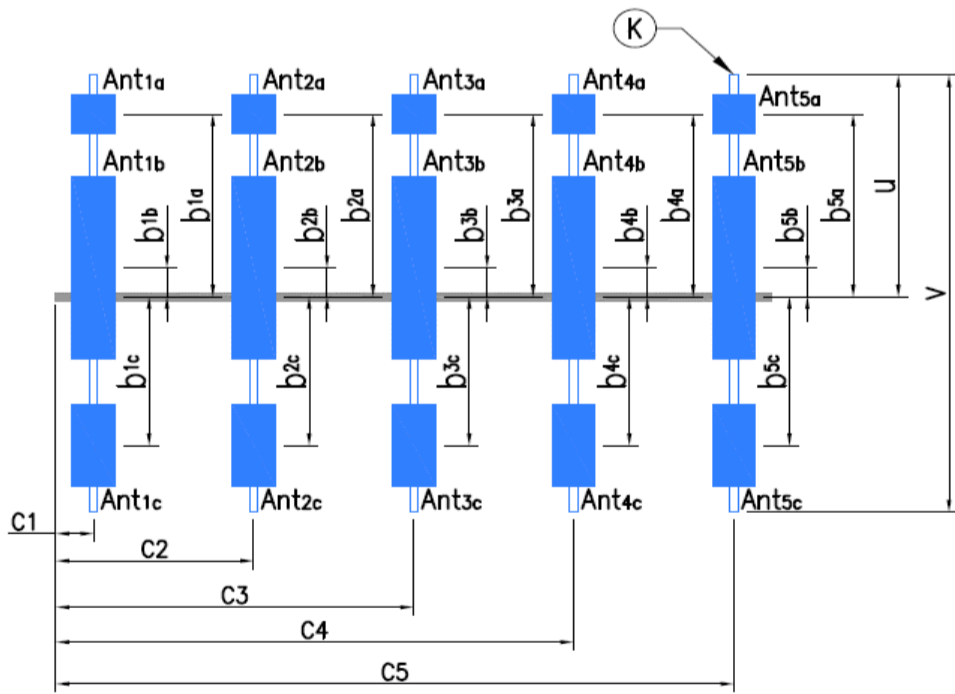 K
Ant1a Ant2a Ant3a Ant4a Ant5a
Ant1b Ant2b Ant3b Ant4b Ant5b
b1a b2a b3a b4a b5a u
b1b b2b b3b b4b b5b
v
b1c b2c b3c b4c b5c
Ant1c Ant2c Ant3c Ant4c Ant5c
C1
C2
C3
C4
C5